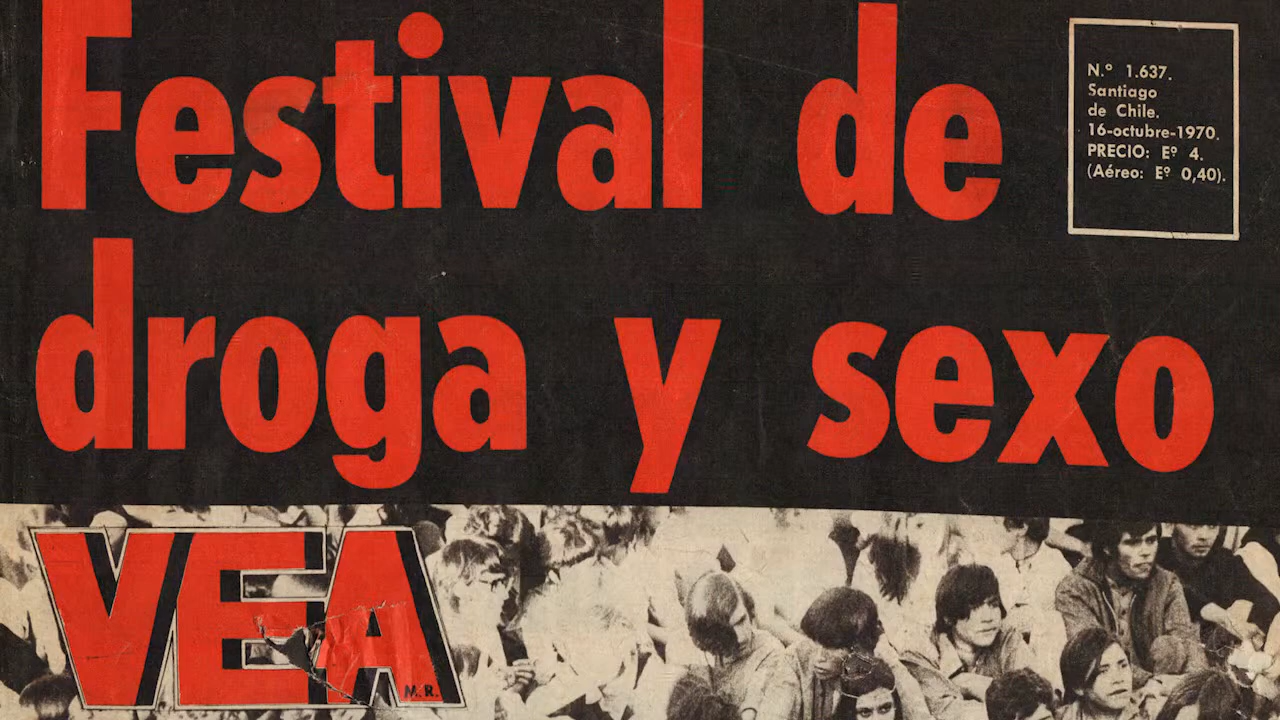 Festival de
droga y sexo
N.º 1.637.
Santiago
de Chile.
16-octubre-1970.
PRECIO: Eº 4.
(Aéreo: Eº 0,40).
VEA
M.R.